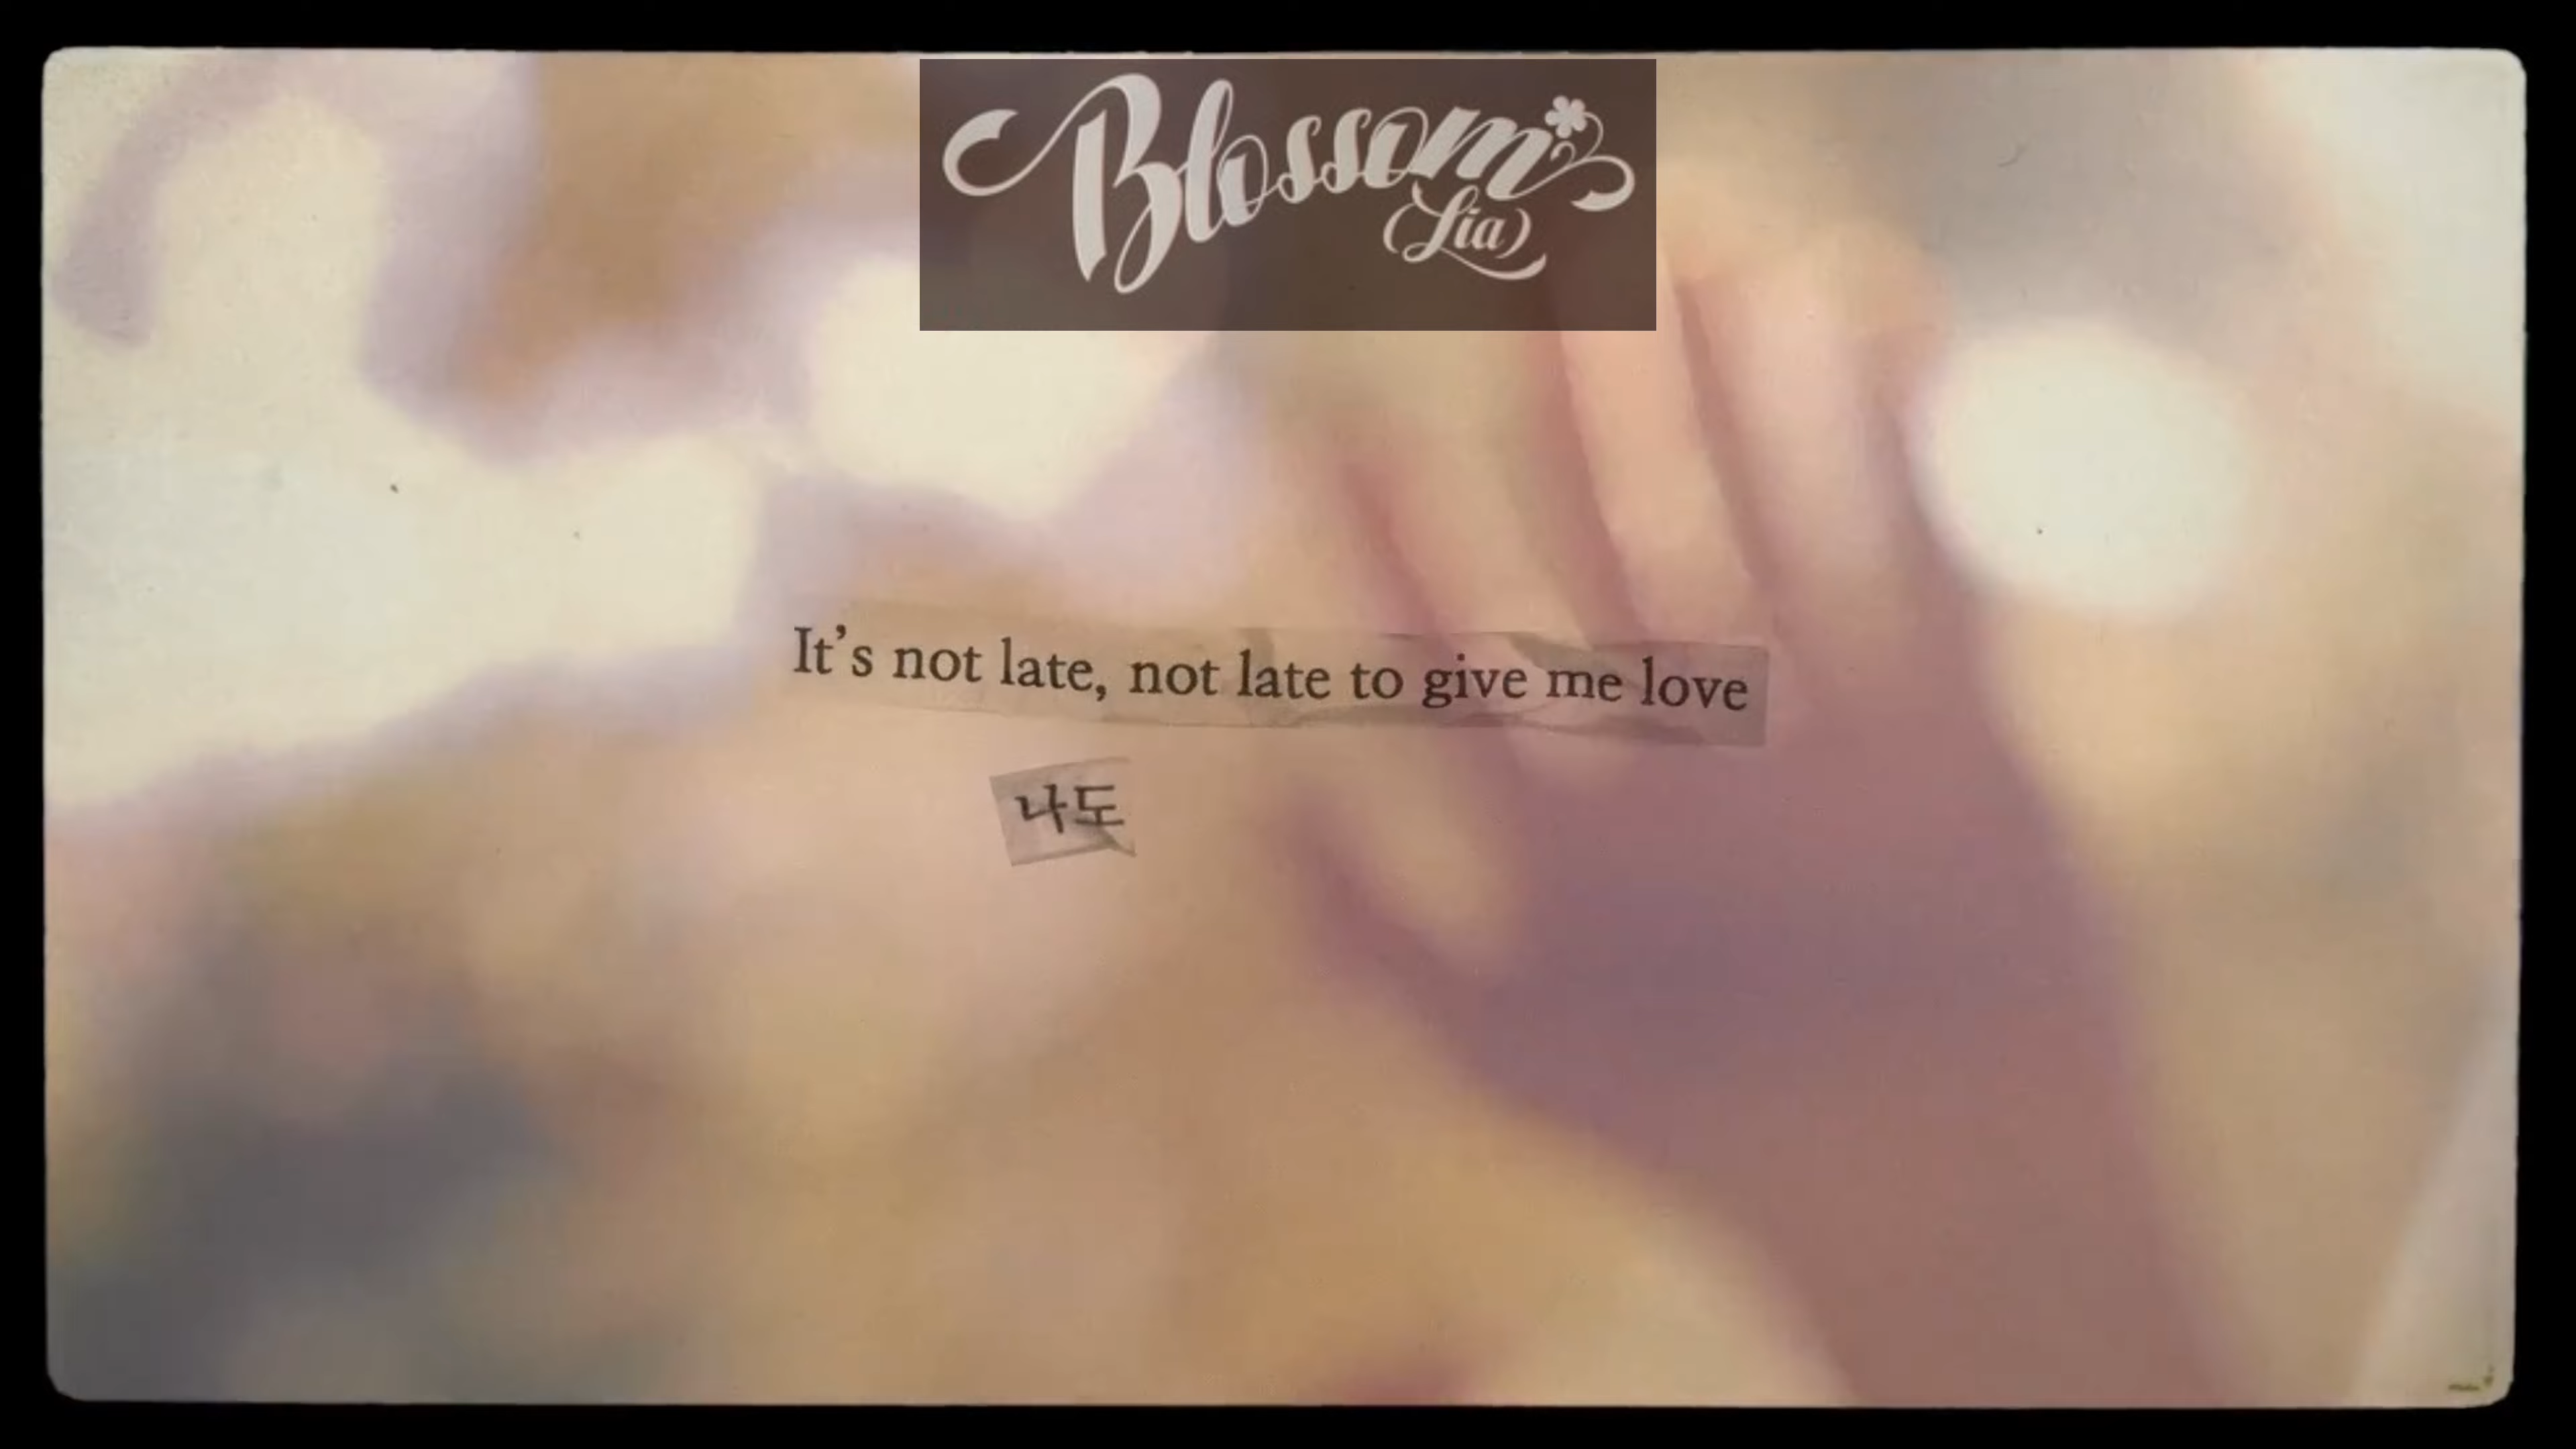 Blossom
(Lia)
It's not late, not late to give me love
나도